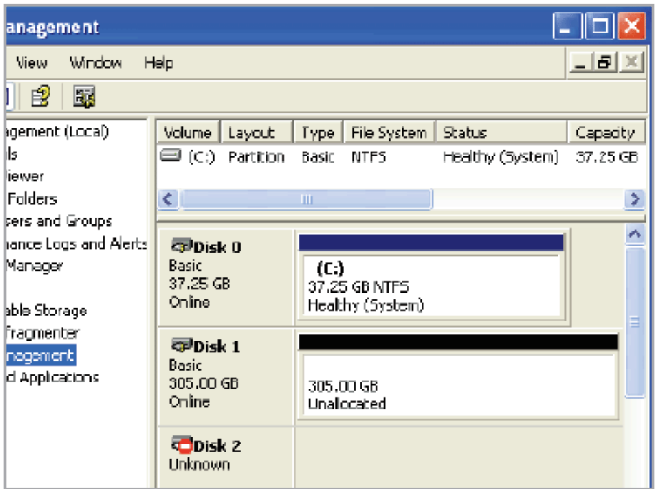 anagement
View Window Help
agement (Local)
ls
iewer
Folders
sers and Groups
nance Logs and Alerts
Manager
able Storage
fragmenter
nagement
d Applications
Volume Layout Type File System Status Capacity
(C:) Partition Basic NTFS Healthy (System) 37.25 GB
Disk 0
Basic
37.25 GB
Online
(C:)
37.25 GB NTFS
Healthy (System)
Disk 1
Basic
305.00 GB
Online
305.00 GB
Unallocated
Disk 2
Unknown